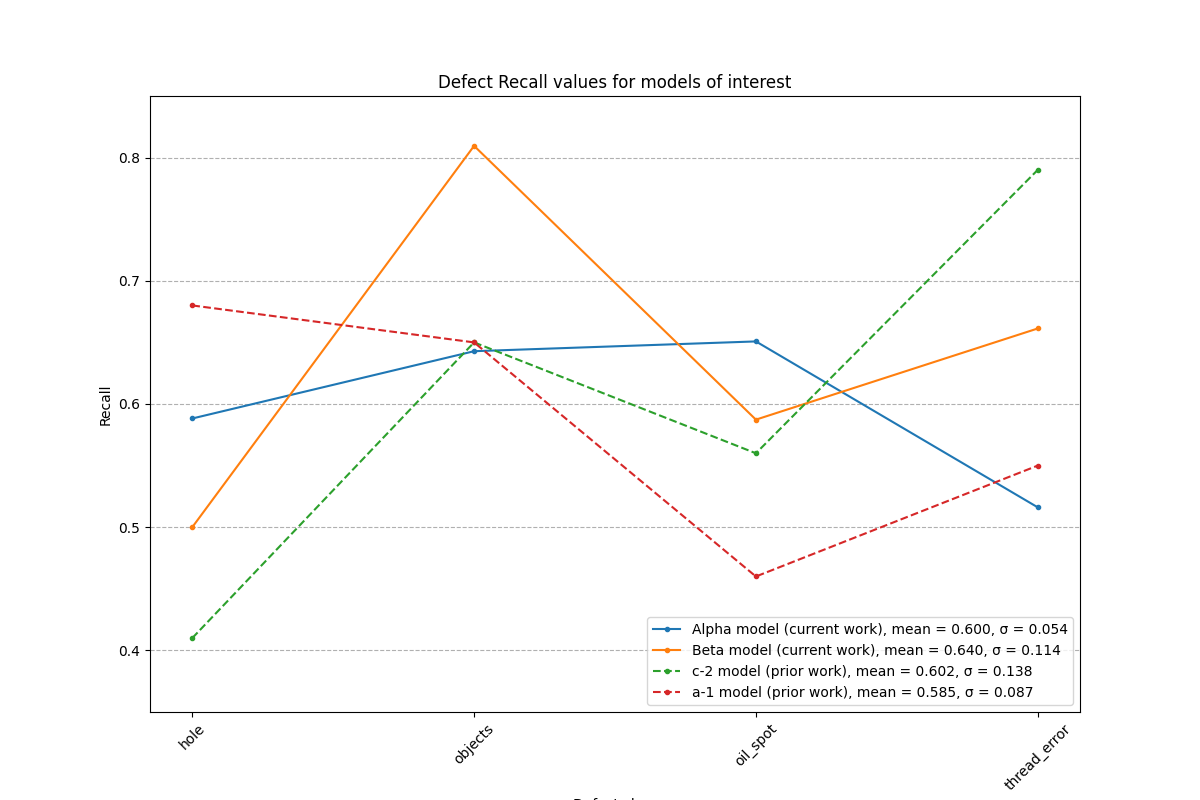 Defect Recall values for models of interest
0.8
0.7
0.6
0.5
0.4
Recall
Alpha model (current work), mean = 0.600, σ = 0.054
Beta model (current work), mean = 0.640, σ = 0.114
c-2 model (prior work), mean = 0.602, σ = 0.138
a-1 model (prior work), mean = 0.585, σ = 0.087
hole
objects
oil_spot
thread_error